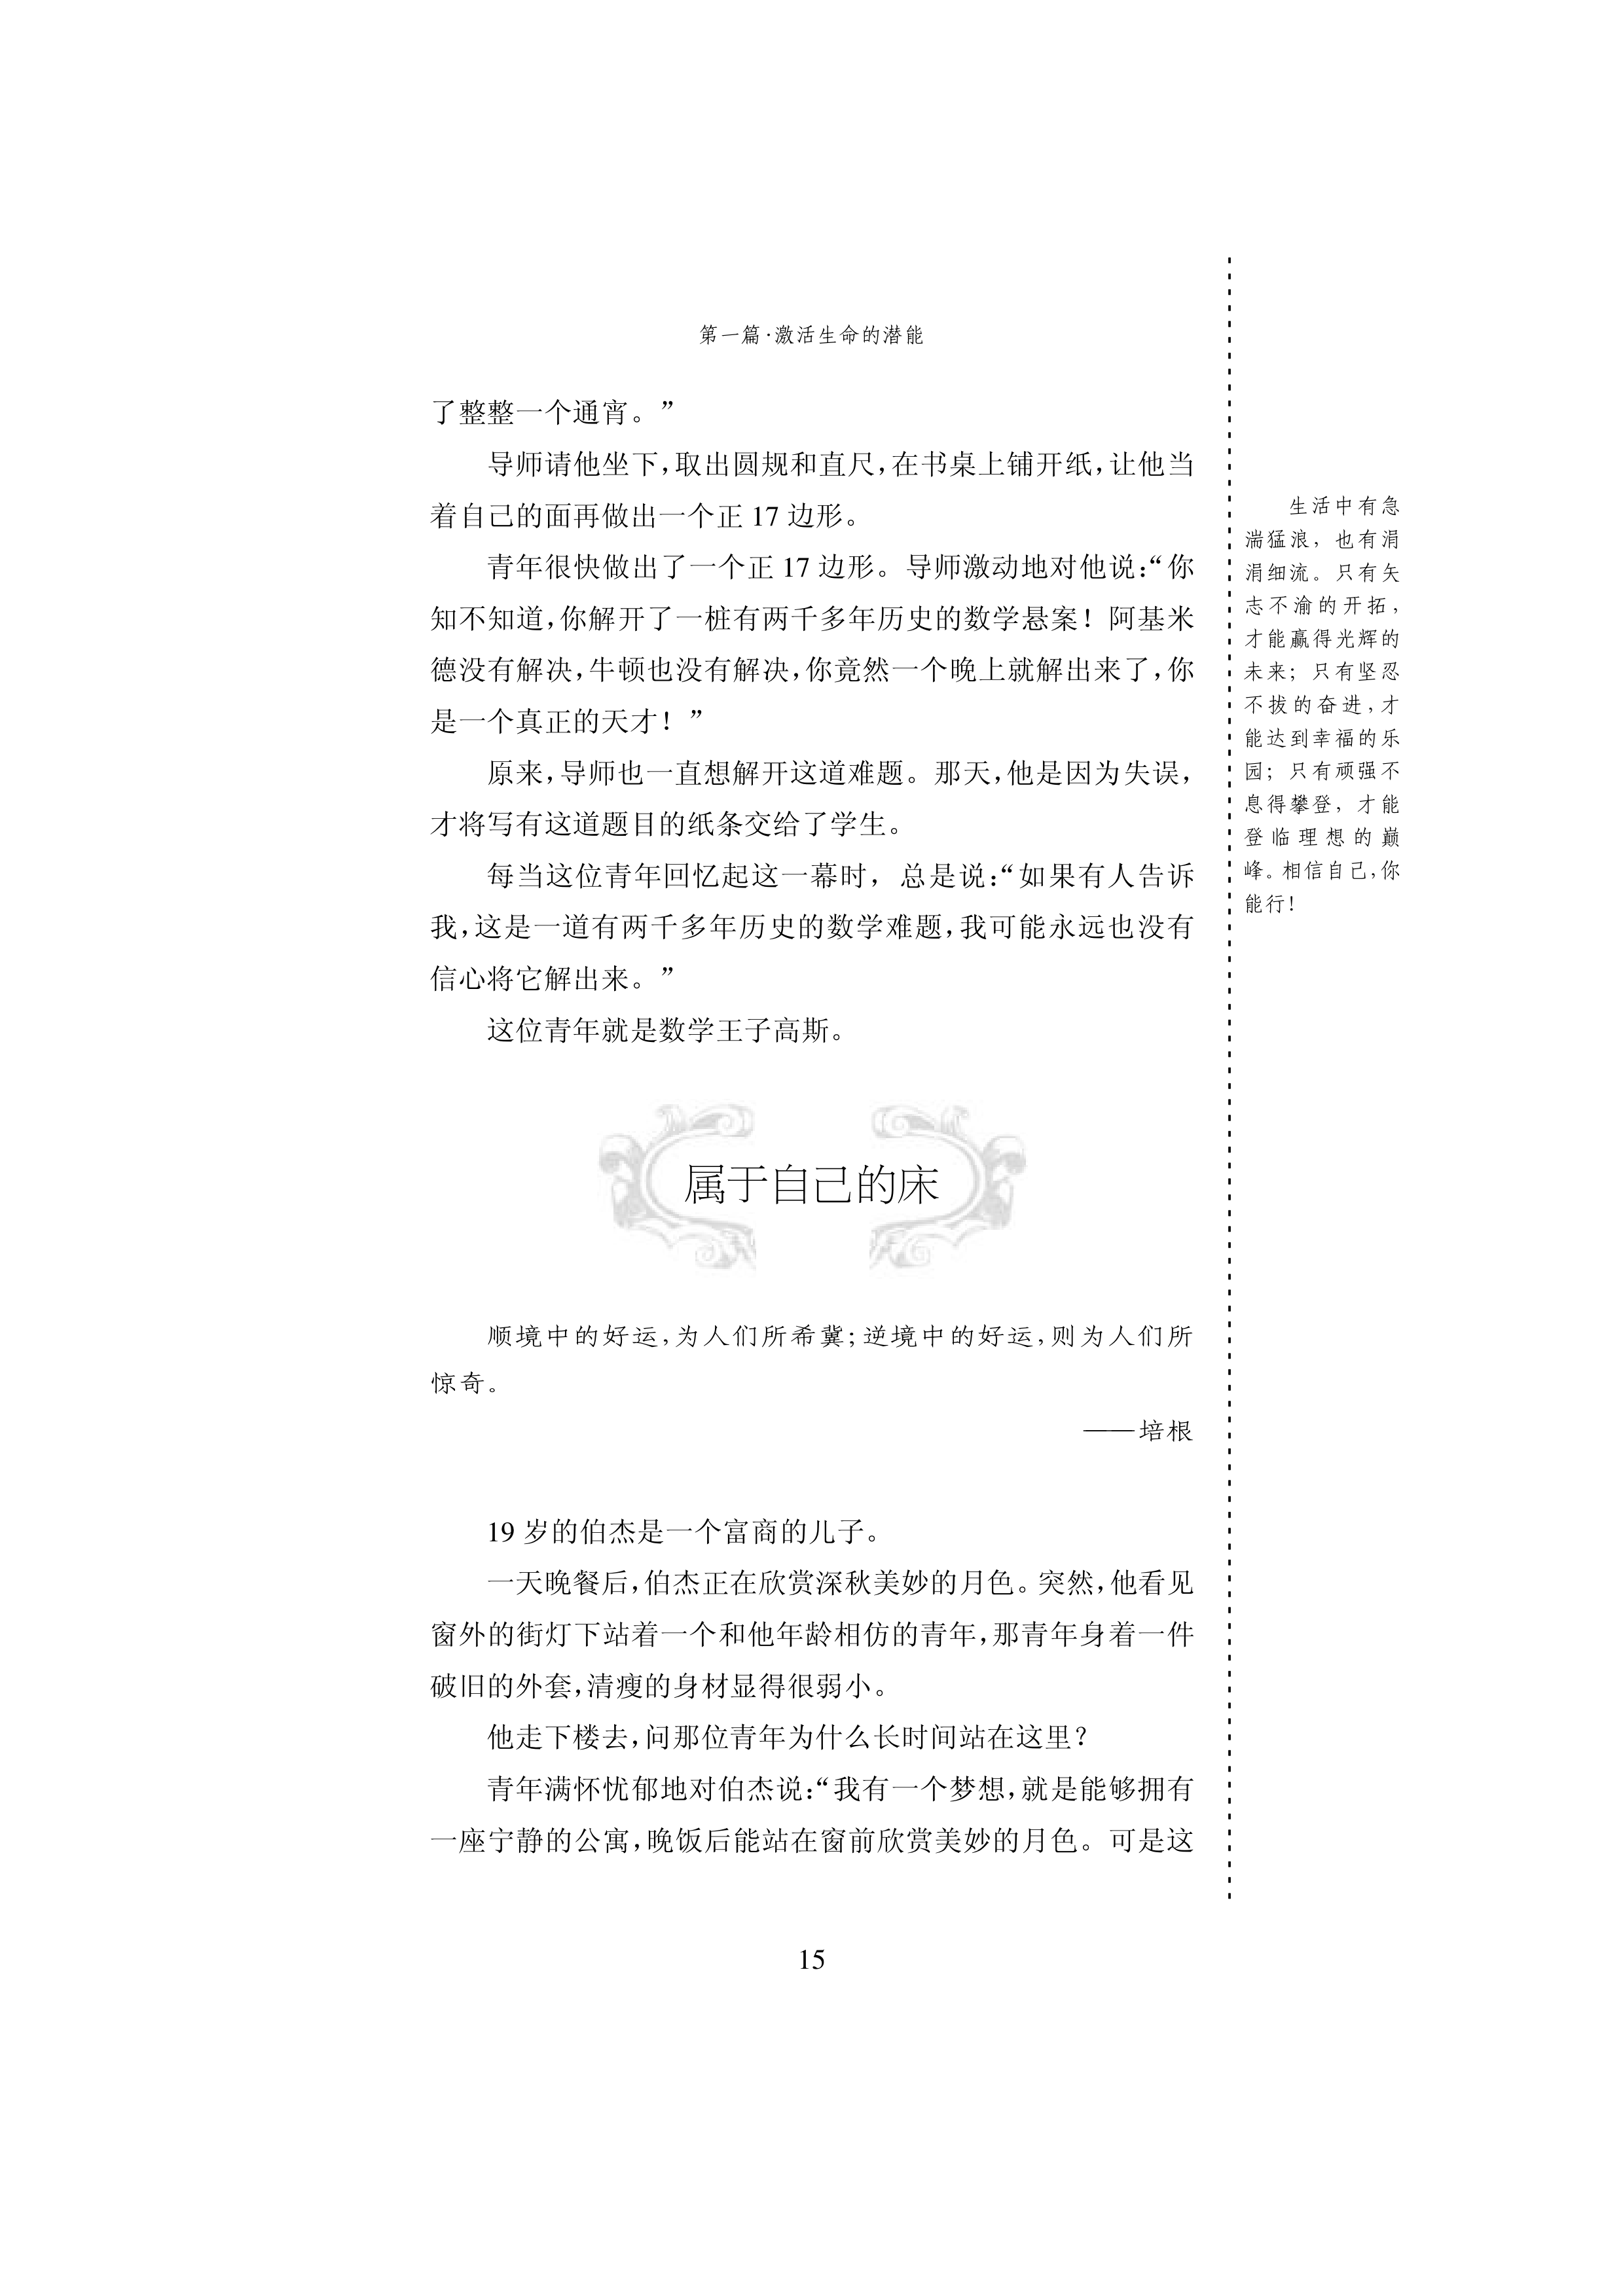 第一篇·激活生命的潜能
了整整一个通宵。”
导师请他坐下,取出圆规和直尺,在书桌上铺开纸,让他当
着自己的面再做出一个正 17 边形。
青年很快做出了一个正 17 边形。导师激动地对他说:“你
知不知道,你解开了一桩有两千多年历史的数学悬案！阿基米
德没有解决,牛顿也没有解决,你竟然一个晚上就解出来了,你
是一个真正的天才！”
原来,导师也一直想解开这道难题。那天,他是因为失误,
才将写有这道题目的纸条交给了学生。
每当这位青年回忆起这一幕时，总是说:“如果有人告诉
我,这是一道有两千多年历史的数学难题,我可能永远也没有
信心将它解出来。”
这位青年就是数学王子高斯。
生活中有急
湍猛浪，也有涓
涓细流。只有矢
志不渝的开拓,
才能赢得光辉的
未来；只有坚忍
不拔的奋进,才
能达到幸福的乐
园；只有顽强不
息得攀登，才能
登临理想的巅
峰。相信自己,你
能行！
属于自己的床
顺境中的好运,为人们所希冀;逆境中的好运,则为人们所
惊奇。
——培根
19 岁的伯杰是一个富商的儿子。
一天晚餐后,伯杰正在欣赏深秋美妙的月色。突然,他看见
窗外的街灯下站着一个和他年龄相仿的青年,那青年身着一件
破旧的外套,清瘦的身材显得很弱小。
他走下楼去,问那位青年为什么长时间站在这里？
青年满怀忧郁地对伯杰说:“我有一个梦想,就是能够拥有
一座宁静的公寓,晚饭后能站在窗前欣赏美妙的月色。可是这
15